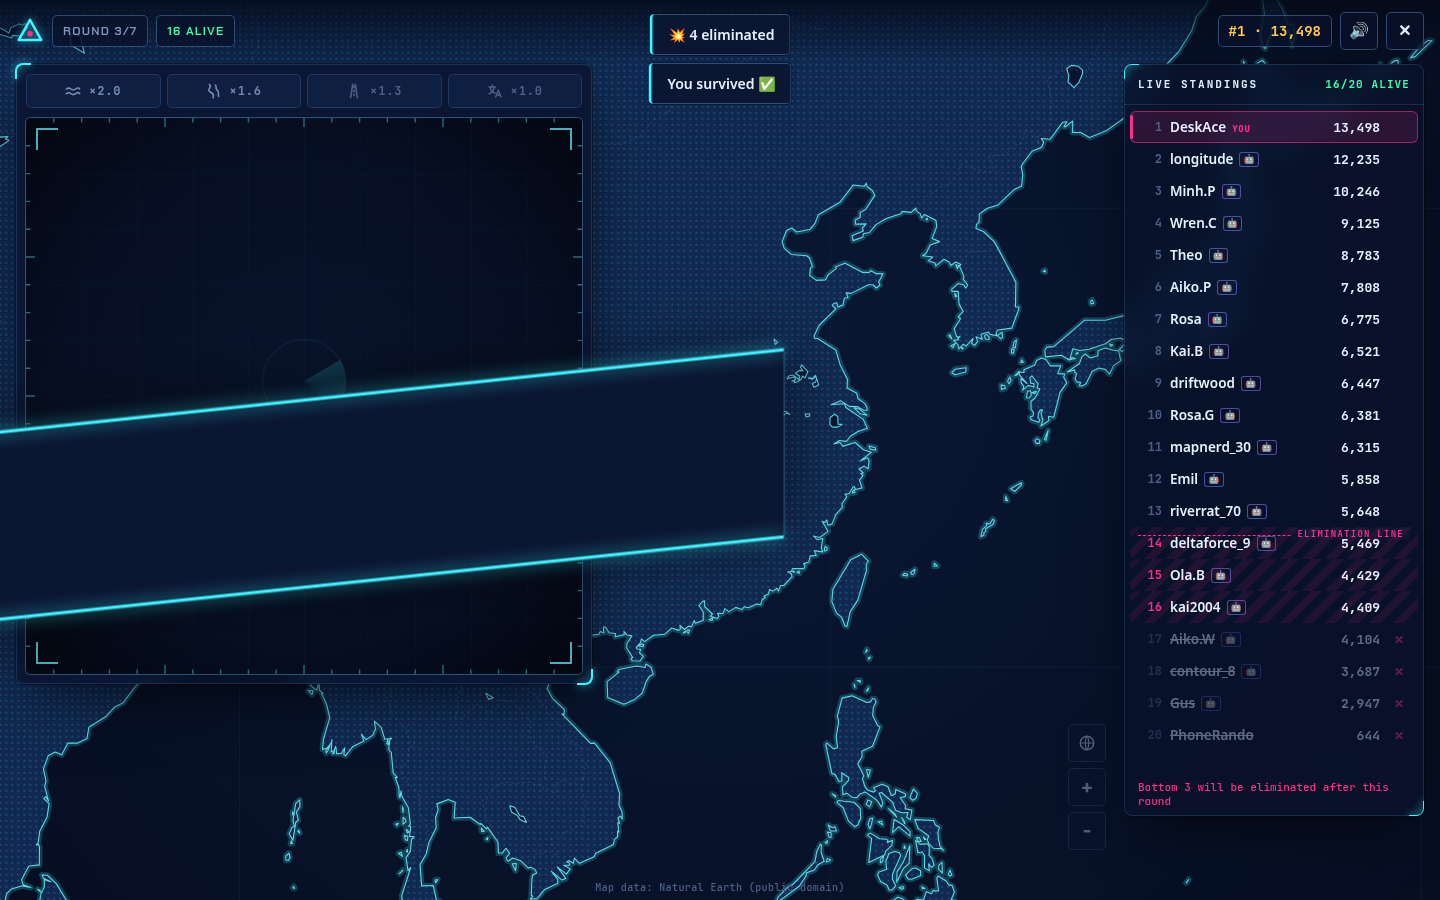 ROUND 3/7
16 ALIVE
💥 4 eliminated
You survived ✅
#1 · 13,498
×2.0
×1.6
×1.3
×1.0
LIVE STANDINGS
16/20 ALIVE
1 DeskAce YOU 13,498
2 longitude 12,235
3 Minh.P 10,246
4 Wren.C 9,125
5 Theo 8,783
6 Aiko.P 7,808
7 Rosa 6,775
8 Kai.B 6,521
9 driftwood 6,447
10 Rosa.G 6,381
11 mapnerd_30 6,315
12 Emil 5,858
13 riverrat_70 5,648
ELIMINATION LINE
14 deltaforce_9 5,469
15 Ola.B 4,429
16 kai2004 4,409
17 Aiko.W 4,104 ×
18 contour_8 3,687 ×
19 Gus 2,947 ×
20 PhoneRando 644 ×
Bottom 3 will be eliminated after this
round
Map data: Natural Earth (public domain)